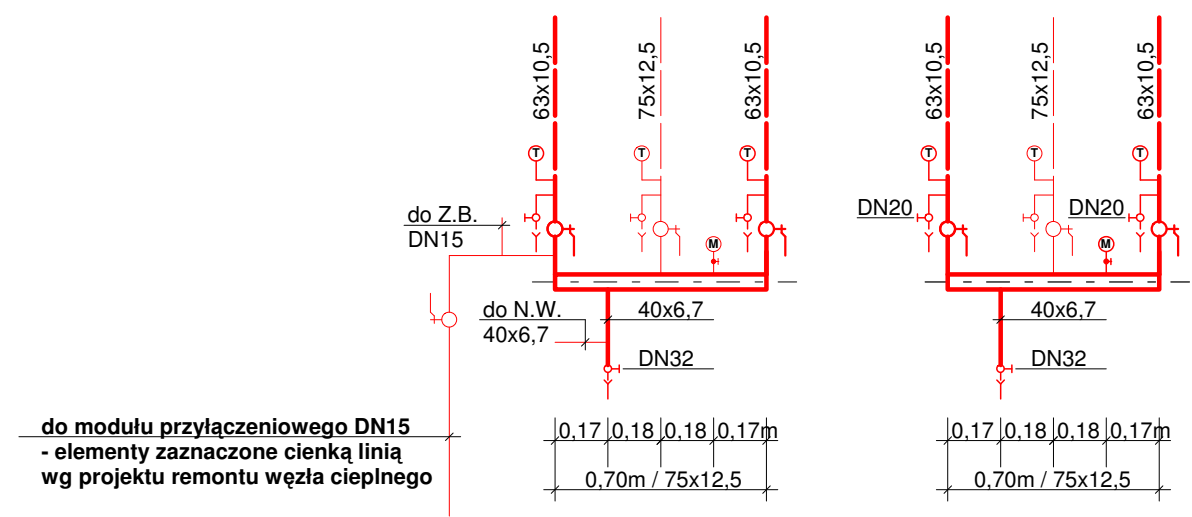 63x10,5
75x12,5
63x10,5
63x10,5
75x12,5
63x10,5
T
T
T
T
T
T
do Z.B.
DN15
DN20
DN20
M
M
do N.W.
40x6,7
40x6,7
40x6,7
DN32
DN32
do modułu przyłączeniowego DN15
- elementy zaznaczone cienką linią
wg projektu remontu węzła cieplnego
0,17 0,18 0,18 0,17m
0,70m / 75x12,5
0,17 0,18 0,18 0,17m
0,70m / 75x12,5